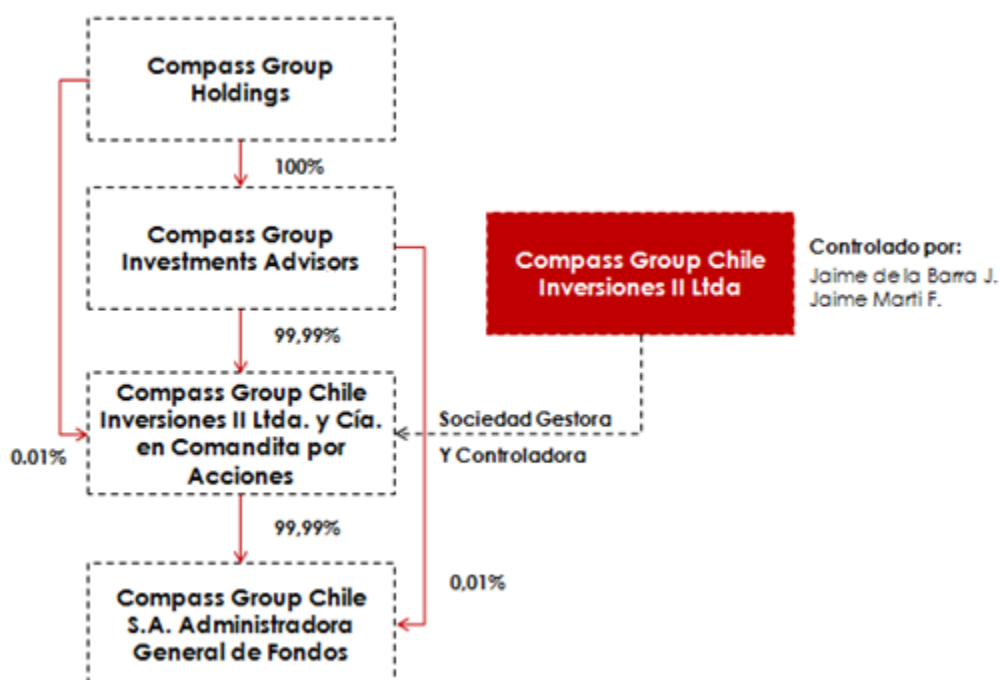 Compass Group
Holdings
100%
Compass Group
Investments Advisors
Compass Group Chile
Inversiones II Ltda
Controlado por:
Jaime de la Barra J.
Jaime Marti F.
99,99%
Compass Group Chile
Inversiones II Ltda. y Cía.
en Comandita por
Acciones
Sociedad Gestora
Y Controladora
0.01%
99,99%
0,01%
Compass Group Chile
S.A. Administradora
General de Fondos